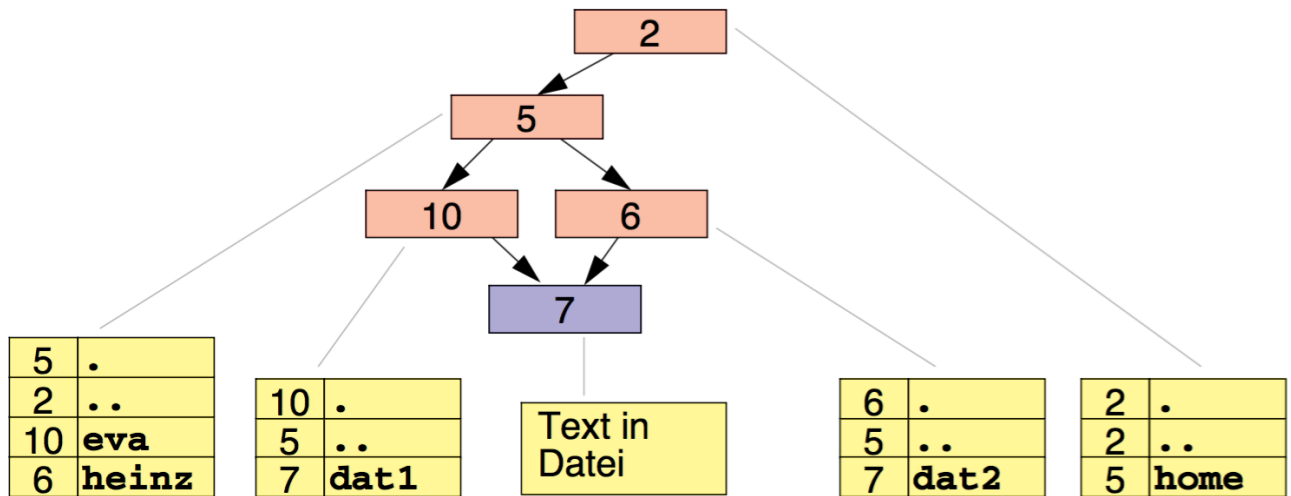 2
5
10 6
7
5 .
2 ..
10 eva
6 heinz
10 .
5 ..
7 dat1
Text in
Datei
6 .
5 ..
7 dat2
2 .
2 ..
5 home